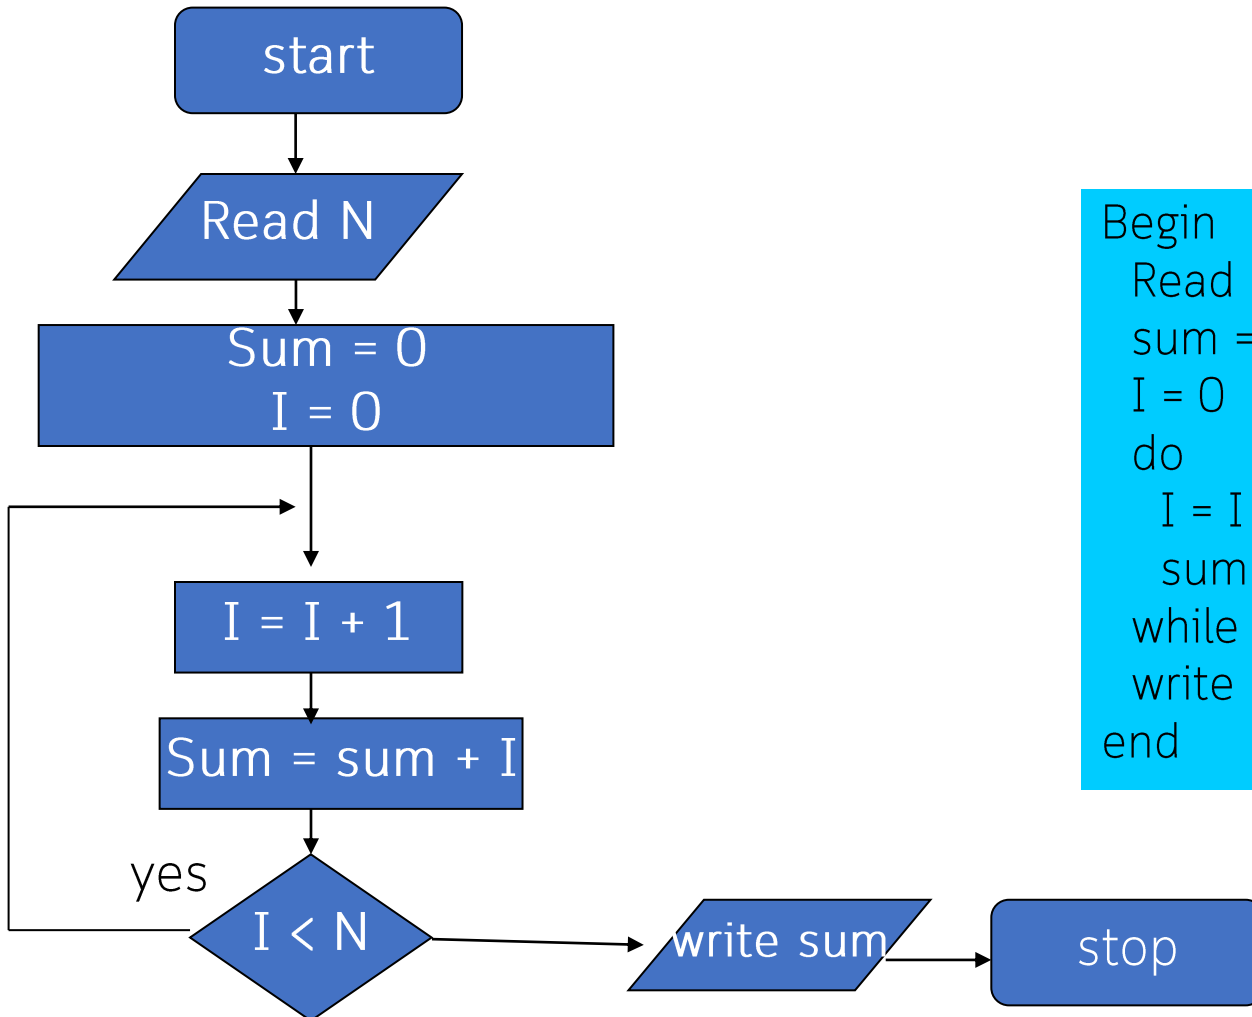 start
Read N
Sum = 0
I = 0
I = I + 1
Sum = sum + I
yes
I < N
write sum
stop
Begin
Read
sum =
I = 0
do
I = I
sum
while
write
end